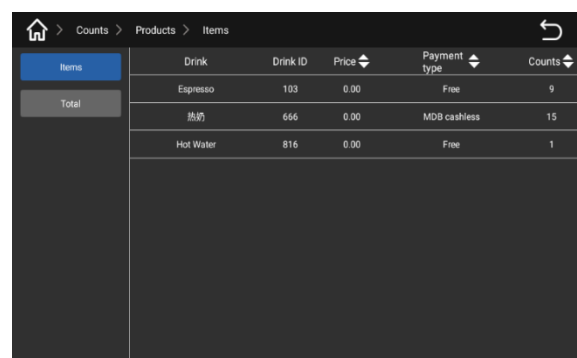 > Counts > Products > Items
Items
Total
Drink Drink ID Price Payment type Counts
Espresso 103 0.00 Free 9
热奶 666 0.00 MDB cashless 15
Hot Water 816 0.00 Free 1